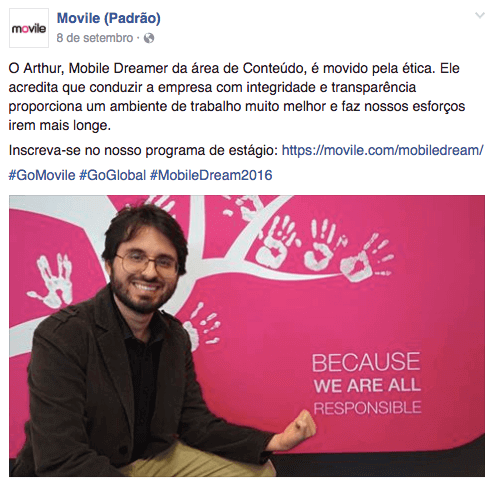 movile
Movile (Padrão)
8 de setembro ·
O Arthur, Mobile Dreamer da área de Conteúdo, é movido pela ética. Ele
acredita que conduzir a empresa com integridade e transparência
proporciona um ambiente de trabalho muito melhor e faz nossos esforços
irem mais longe.
Inscreva-se no nosso programa de estágio: https://movile.com/mobiledream/
#GoMovile #GoGlobal #MobileDream2016
BECAUSE
WE ARE ALL
RESPONSIBLE